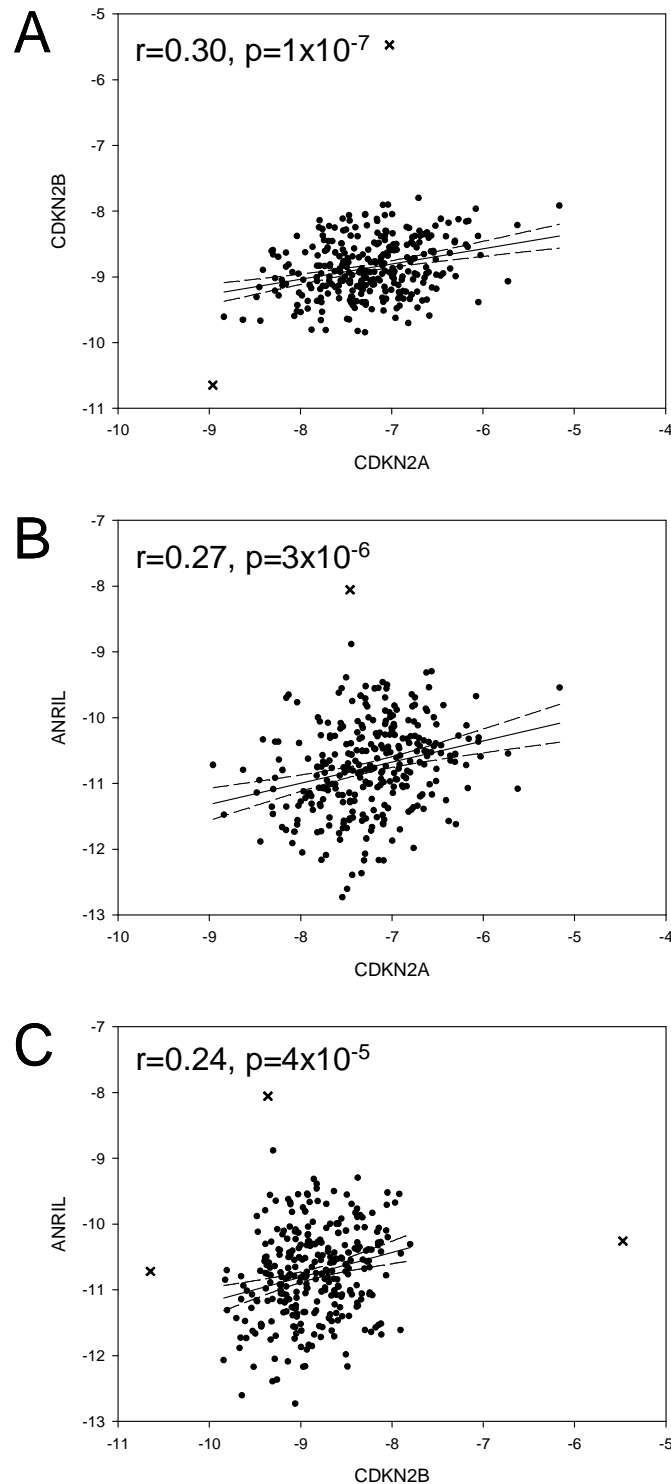 A
r=0.30, p=1x10⁻⁷
-5
-6
-7
-8
-9
-10
-11
CDKN2B
-10 -9 -8 -7 -6 -5 -4
CDKN2A
B
r=0.27, p=3x10⁻⁶
-7
-8
-9
-10
-11
-12
-13
ANRIL
-10 -9 -8 -7 -6 -5 -4
CDKN2A
C
r=0.24, p=4x10⁻⁵
-7
-8
-9
-10
-11
-12
-13
ANRIL
-11 -10 -9 -8 -7 -6 -5
CDKN2B